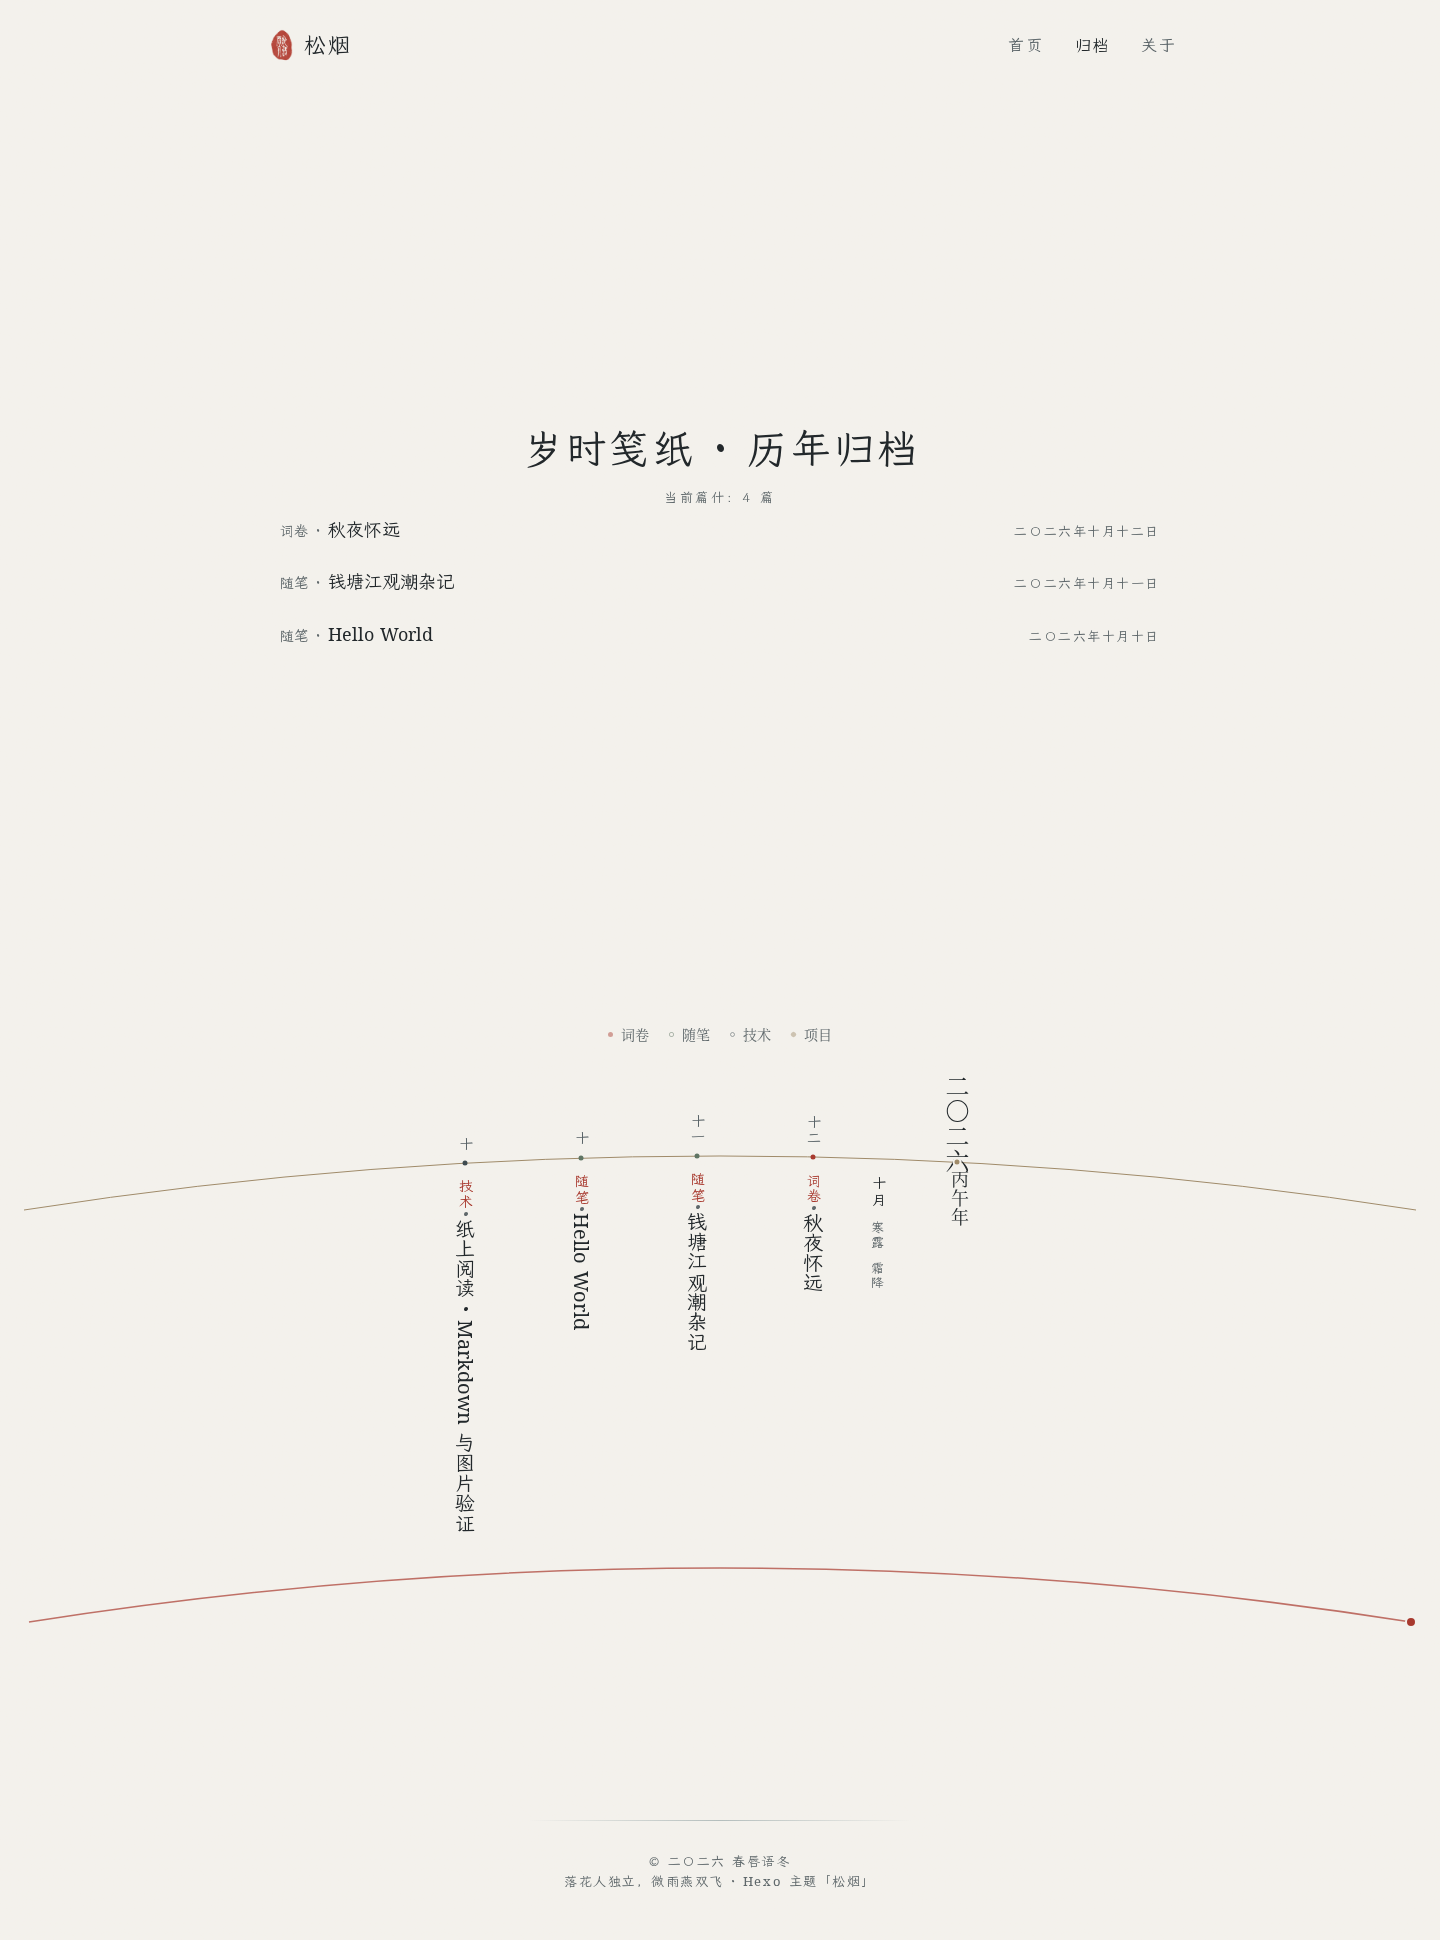 松烟
首页 归档 关于
岁时笺纸・历年归档
当前篇什：4 篇
词卷・秋夜怀远 二〇二六年十月十二日
随笔・钱塘江观潮杂记 二〇二六年十月十一日
随笔・Hello World 二〇二六年十月十日
词卷 随笔 技术 项目
二〇二六
丙午年
十月
寒露 霜降
十二
词卷・秋夜怀远
十一
随笔・钱塘江观潮杂记
十
随笔・Hello World
十
技术・纸上阅读・Markdown 与图片验证
© 二〇二六 春唇语冬
落花人独立，微雨燕双飞・Hexo 主题「松烟」